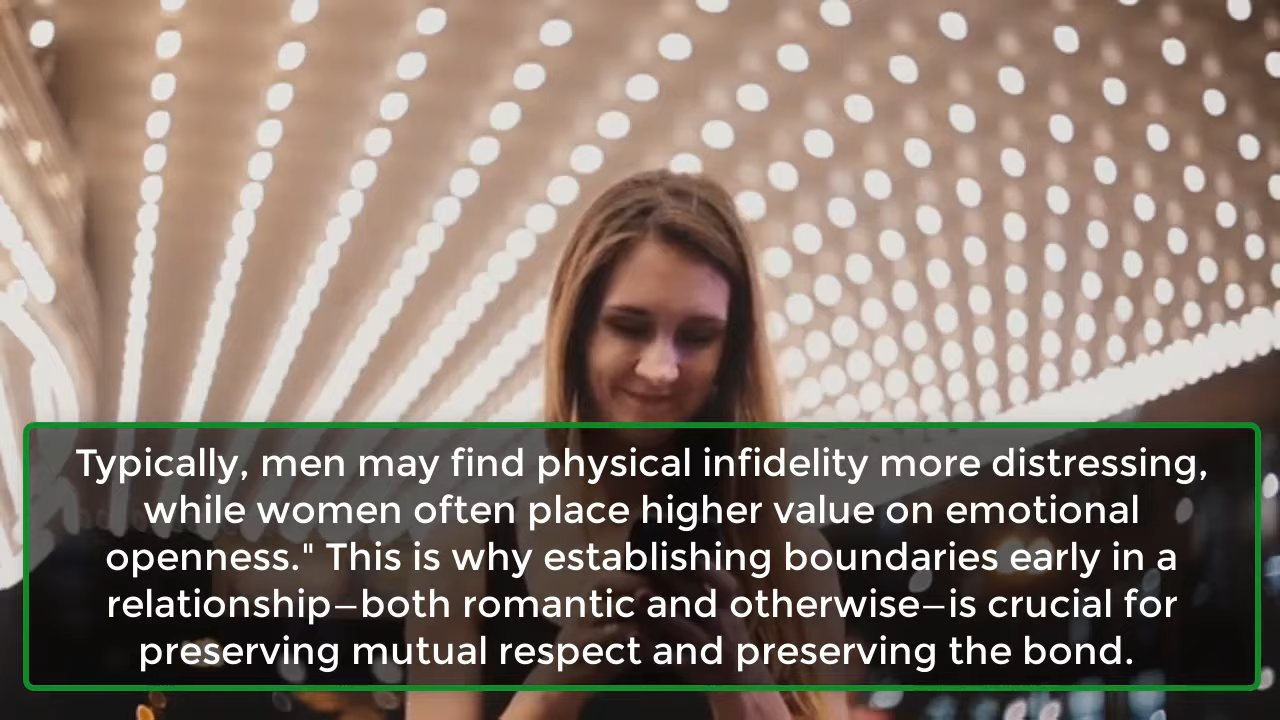 Typically, men may find physical infidelity more distressing,
while women often place higher value on emotional
openness." This is why establishing boundaries early in a
relationship—both romantic and otherwise—is crucial for
preserving mutual respect and preserving the bond.